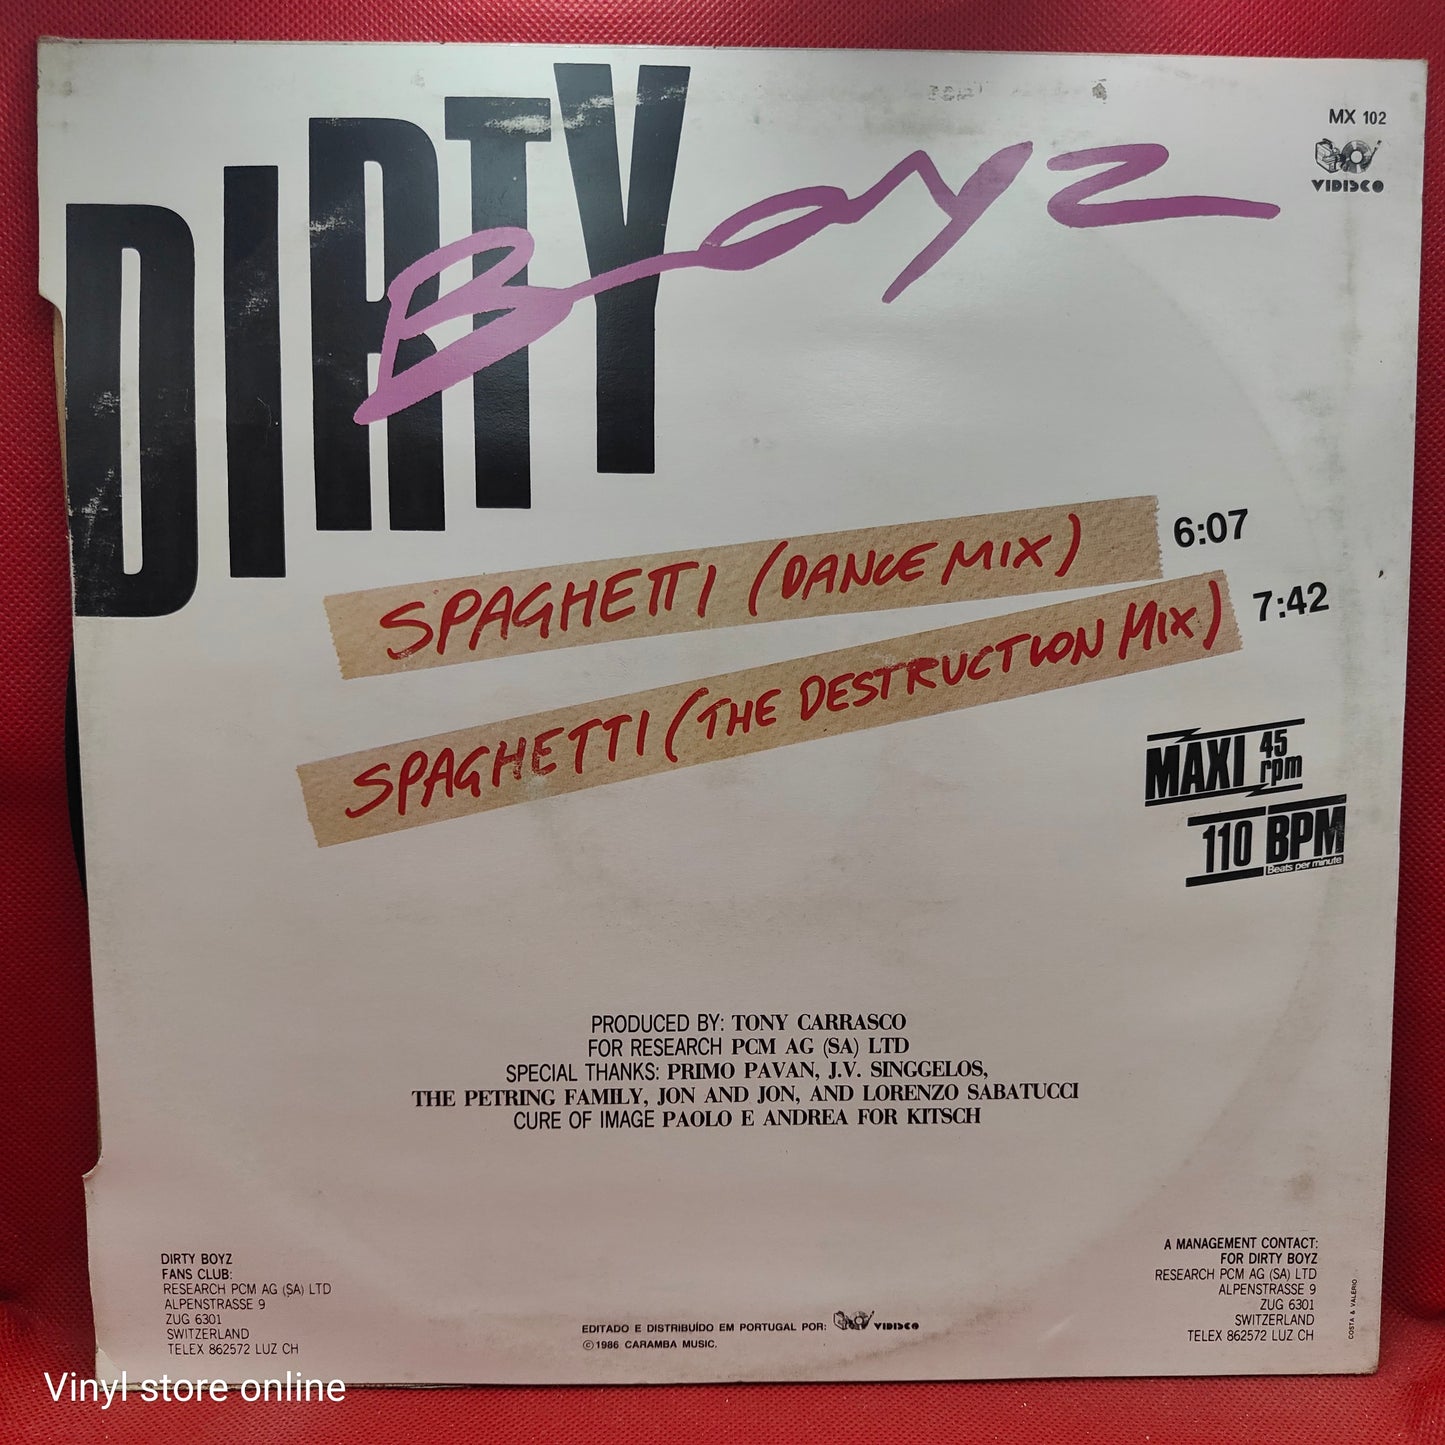 MX 102
VIDISCO
DIRTY
Boyz
SPAGHETTI (DANCE MIX) 6:07
SPAGHETTI (THE DESTRUCTION MIX) 7:42
MAXI 45 rpm
110 BPM
Beats per minute
PRODUCED BY: TONY CARRASCO
FOR RESEARCH PCM AG (SA) LTD
SPECIAL THANKS: PRIMO PAVAN, J.V. SINGGELOS,
THE PETRING FAMILY, JON AND JON, AND LORENZO SABATUCCI
CURE OF IMAGE PAOLO E ANDREA FOR KITSCH
DIRTY BOYZ
FANS CLUB:
RESEARCH PCM AG (SA) LTD
ALPENSTRASSE 9
ZUG 6301
SWITZERLAND
TELEX 862572 LUZ CH
EDITADO E DISTRIBUÍDO EM PORTUGAL POR: VIDISCO
©1986 CARAMBA MUSIC.
A MANAGEMENT CONTACT:
FOR DIRTY BOYZ
RESEARCH PCM AG (SA) LTD
ALPENSTRASSE 9
ZUG 6301
SWITZERLAND
TELEX 862572 LUZ CH
COSTA & VALERIO
Vinyl store online